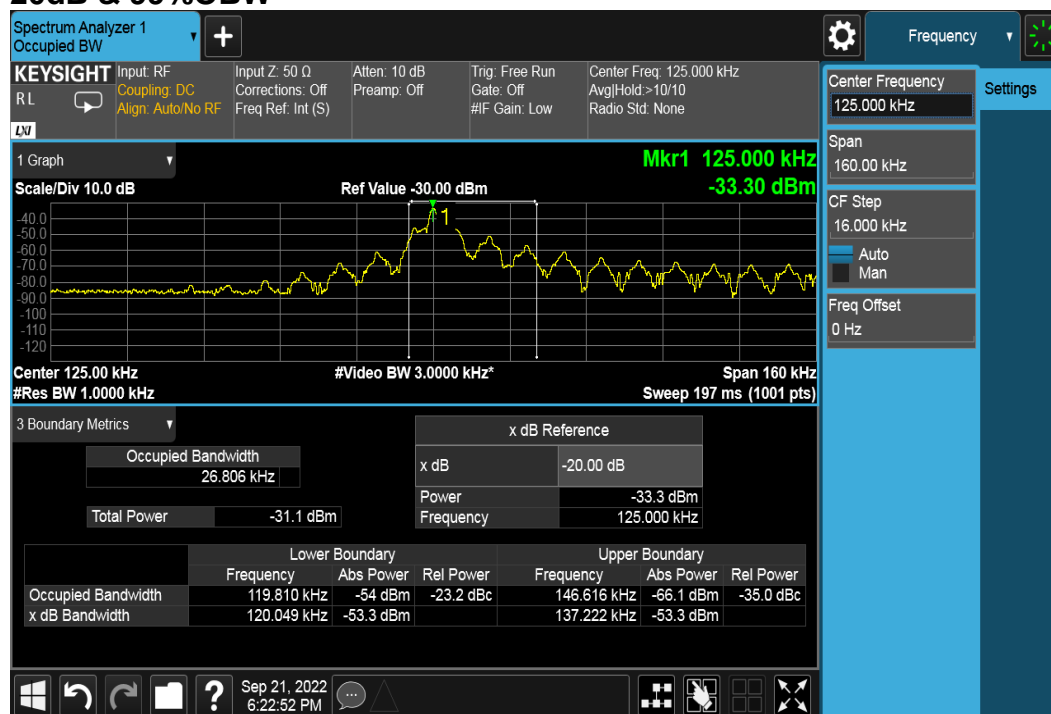 Spectrum Analyzer 1
Occupied BW
Frequency
KEYSIGHT
RL
LXI
Input: RF
Coupling: DC
Align: Auto/No RF
Input Z: 50 Ω
Corrections: Off
Freq Ref: Int (S)
Atten: 10 dB
Preamp: Off
Trig: Free Run
Gate: Off
#IF Gain: Low
Center Freq: 125.000 kHz
Avg|Hold:>10/10
Radio Std: None
Center Frequency
125.000 kHz
Settings
Span
160.00 kHz
CF Step
16.000 kHz
Auto
Man
Freq Offset
0 Hz
1 Graph
Mkr1 125.000 kHz
-33.30 dBm
Scale/Div 10.0 dB
Ref Value -30.00 dBm
1
-40.0
-50.0
-60.0
-70.0
-80.0
-90.0
-100
-110
-120
Center 125.00 kHz
#Video BW 3.0000 kHz*
Span 160 kHz
#Res BW 1.0000 kHz
Sweep 197 ms (1001 pts)
3 Boundary Metrics
Occupied Bandwidth
26.806 kHz
Total Power -31.1 dBm
x dB Reference
x dB -20.00 dB
Power -33.3 dBm
Frequency 125.000 kHz
Lower Boundary Upper Boundary
Frequency Abs Power Rel Power Frequency Abs Power Rel Power
Occupied Bandwidth 119.810 kHz -54 dBm -23.2 dBc 146.616 kHz -66.1 dBm -35.0 dBc
x dB Bandwidth 120.049 kHz -53.3 dBm 137.222 kHz -53.3 dBm
?
Sep 21, 2022
6:22:52 PM